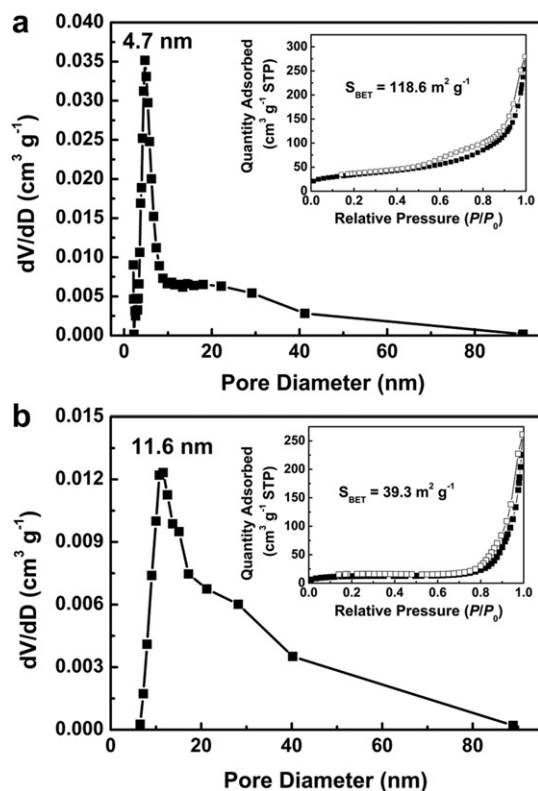 a
4.7 nm
dV/dD (cm³ g⁻¹)
0.040
0.035
0.030
0.025
0.020
0.015
0.010
0.005
0.000
0 20 40 60 80
Pore Diameter (nm)
Quantity Adsorbed
(cm³ g⁻¹ STP)
300
250
200
150
100
50
0
S_BET = 118.6 m² g⁻¹
0.0 0.2 0.4 0.6 0.8 1.0
Relative Pressure (P/P₀)
b
11.6 nm
dV/dD (cm³ g⁻¹)
0.015
0.012
0.009
0.006
0.003
0.000
0 20 40 60 80
Pore Diameter (nm)
Quantity Adsorbed
(cm³ g⁻¹ STP)
250
200
150
100
50
0
S_BET = 39.3 m² g⁻¹
0.0 0.2 0.4 0.6 0.8 1.0
Relative Pressure (P/P₀)